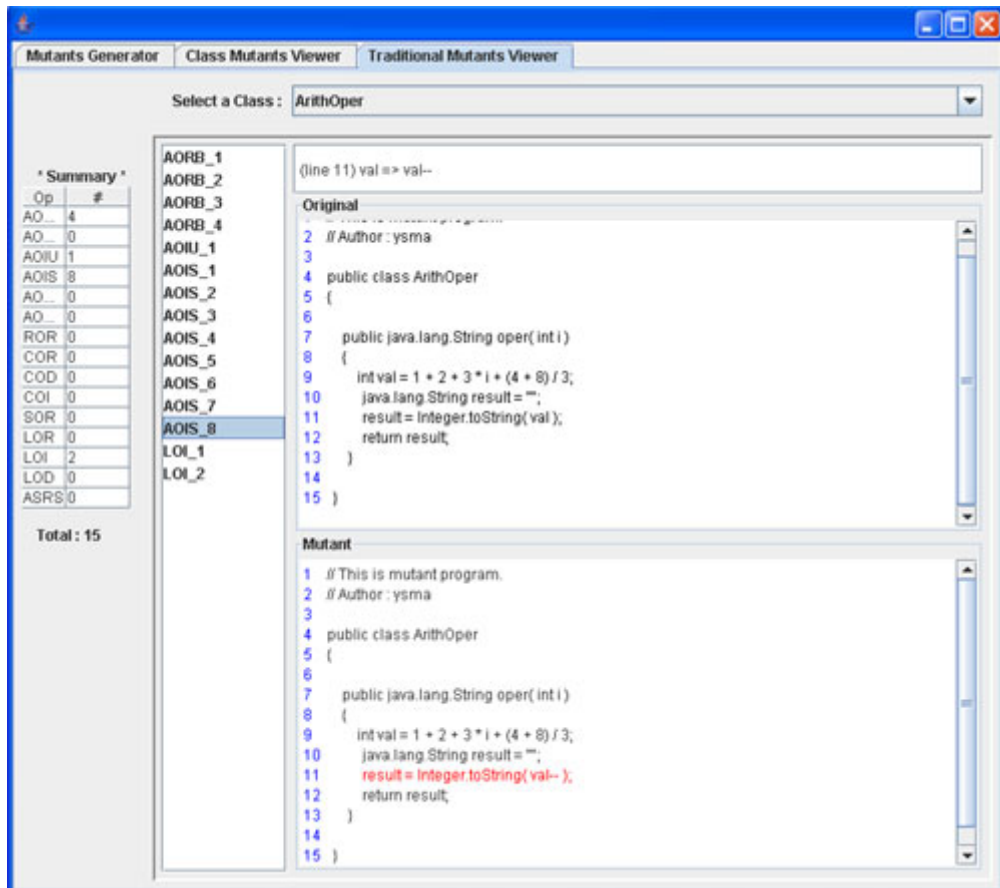 Mutants Generator Class Mutants Viewer Traditional Mutants Viewer
Select a Class : ArithOper
* Summary *
Op #
AO... 4
AO... 0
AOIU 1
AOIS 8
AO... 0
AO... 0
ROR 0
COR 0
COD 0
COI 0
SOR 0
LOR 0
LOI 2
LOD 0
ASRS 0
Total : 15
AORB_1
AORB_2
AORB_3
AORB_4
AOIU_1
AOIS_1
AOIS_2
AOIS_3
AOIS_4
AOIS_5
AOIS_6
AOIS_7
AOIS_8
LOI_1
LOI_2
(line 11) val => val--
Original
1 // This is mutant program.
2 // Author : ysma
3
4 public class ArithOper
5 {
6
7 public java.lang.String oper( int i )
8 {
9 int val = 1 + 2 + 3 * i + (4 + 8) / 3;
10 java.lang.String result = "";
11 result = Integer.toString( val );
12 return result;
13 }
14
15 }
Mutant
1 // This is mutant program.
2 // Author : ysma
3
4 public class ArithOper
5 {
6
7 public java.lang.String oper( int i )
8 {
9 int val = 1 + 2 + 3 * i + (4 + 8) / 3;
10 java.lang.String result = "";
11 result = Integer.toString( val-- );
12 return result;
13 }
14
15 }